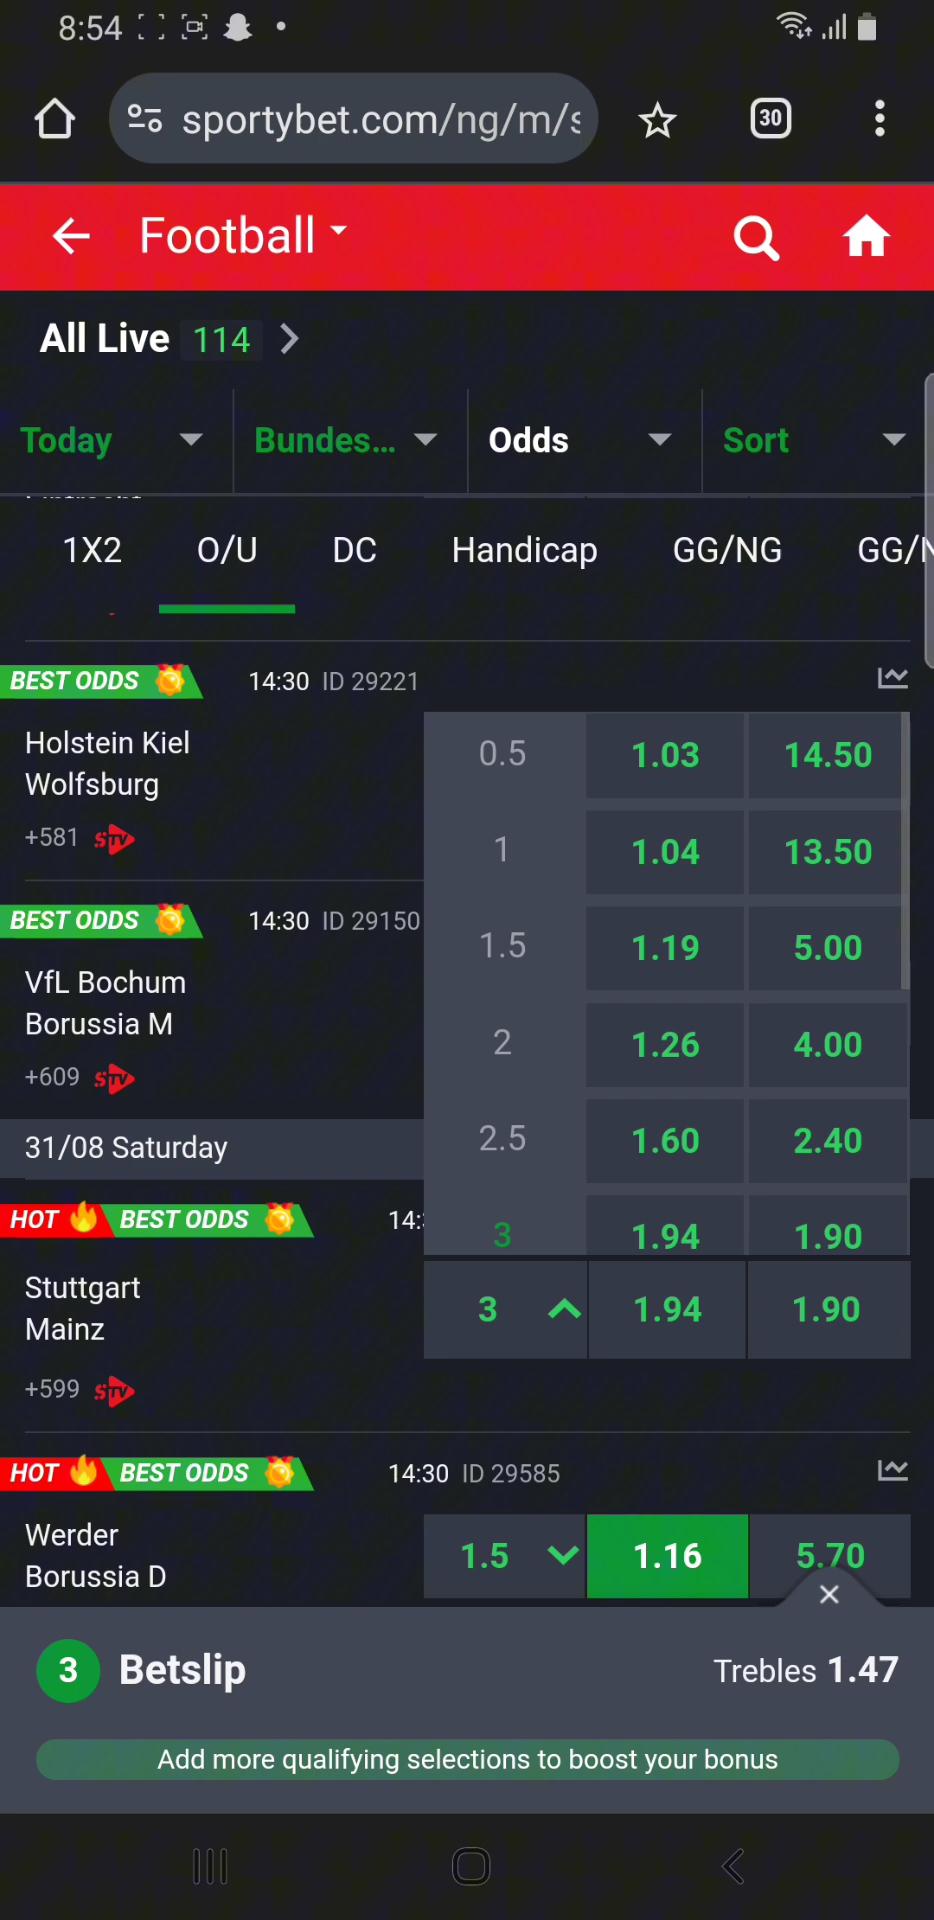 8:54
sportybet.com/ng/m/s
30
Football
All Live 114
Today Bundes... Odds Sort
1X2 O/U DC Handicap GG/NG GG/N
BEST ODDS 14:30 ID 29221
Holstein Kiel
Wolfsburg
+581 STV
0.5 1.03 14.50
1 1.04 13.50
1.5 1.19 5.00
2 1.26 4.00
2.5 1.60 2.40
3 1.94 1.90
BEST ODDS 14:30 ID 29150
VfL Bochum
Borussia M
+609 STV
31/08 Saturday
HOT BEST ODDS 14:3
Stuttgart
Mainz
3 1.94 1.90
+599 STV
HOT BEST ODDS 14:30 ID 29585
Werder
Borussia D
1.5 1.16 5.70
3 Betslip Trebles 1.47
Add more qualifying selections to boost your bonus